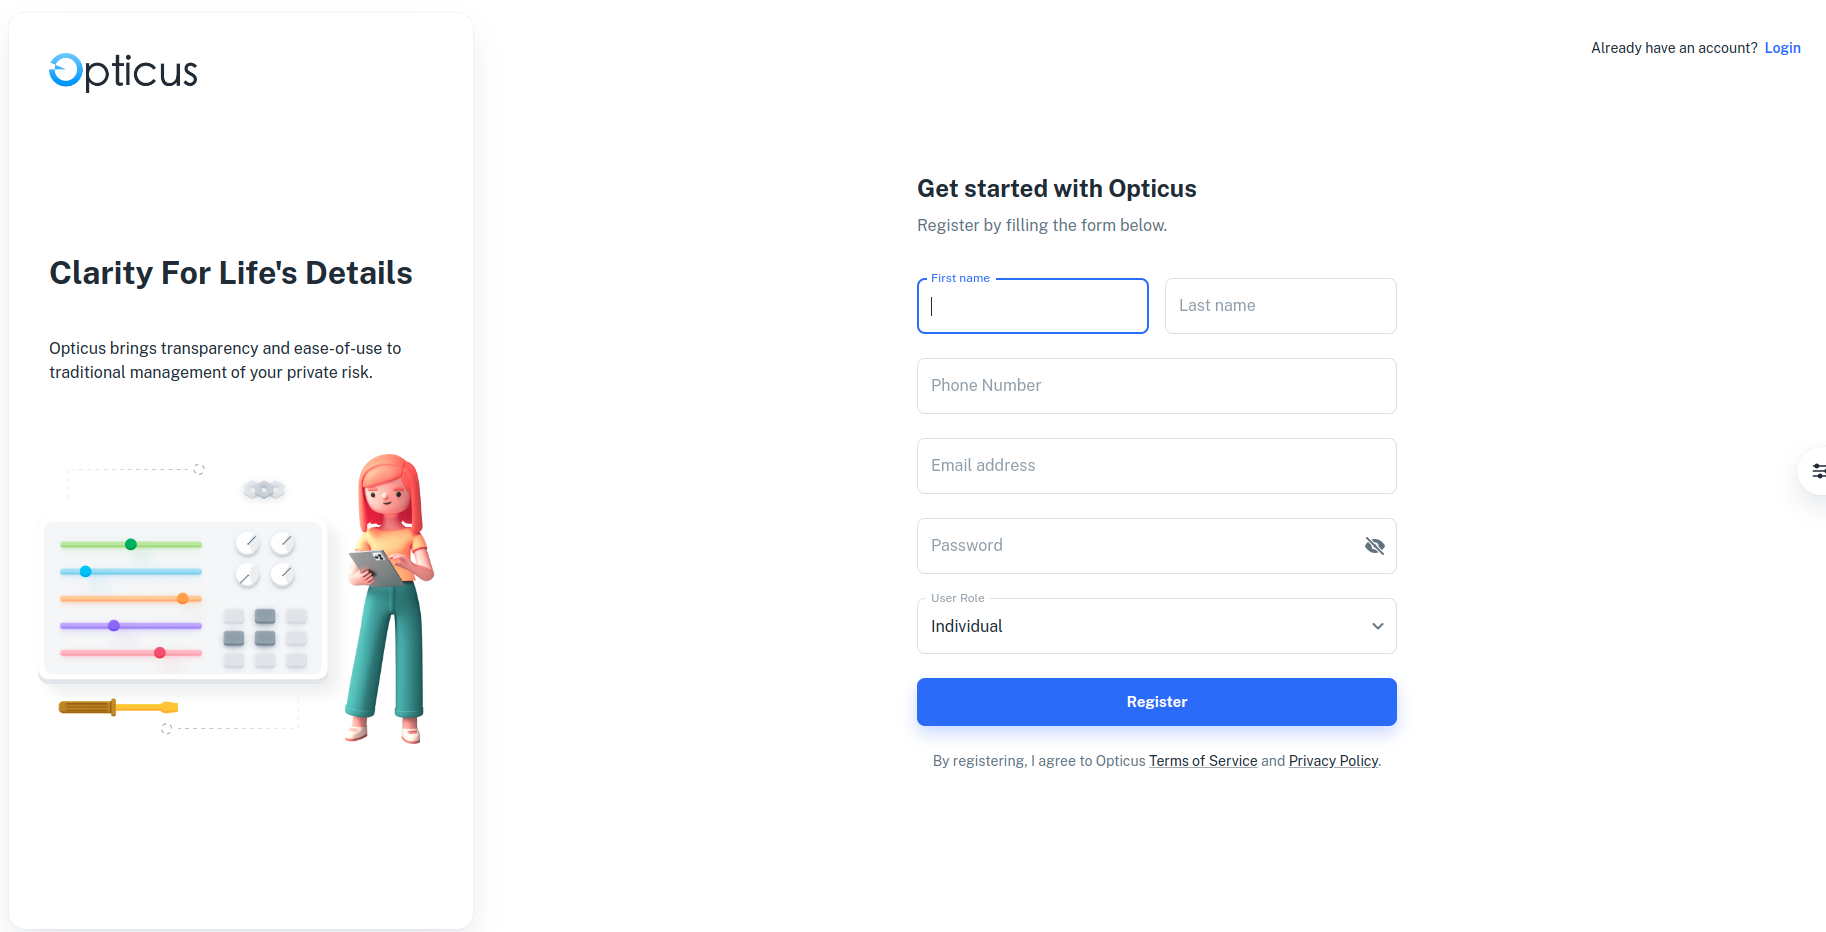 Opticus
Already have an account? Login
Clarity For Life's Details
Opticus brings transparency and ease-of-use to
traditional management of your private risk.
Get started with Opticus
Register by filling the form below.
First name
Last name
Phone Number
Email address
Password
User Role
Individual
Register
By registering, I agree to Opticus Terms of Service and Privacy Policy.